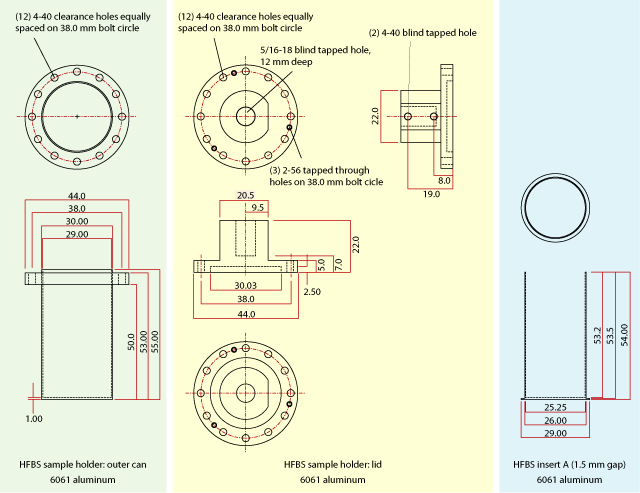 (12) 4-40 clearance holes equally
spaced on 38.0 mm bolt circle
44.0
38.0
30.00
29.00
50.0
53.00
55.00
1.00
HFBS sample holder: outer can
6061 aluminum
(12) 4-40 clearance holes equally
spaced on 38.0 mm bolt circle
5/16-18 blind tapped hole,
12 mm deep
(2) 4-40 blind tapped hole
22.0
8.0
19.0
(3) 2-56 tapped through
holes on 38.0 mm bolt cicle
20.5
9.5
22.0
5.0
7.0
2.50
30.03
38.0
44.0
HFBS sample holder: lid
6061 aluminum
53.2
53.5
54.00
25.25
26.00
29.00
HFBS insert A (1.5 mm gap)
6061 aluminum